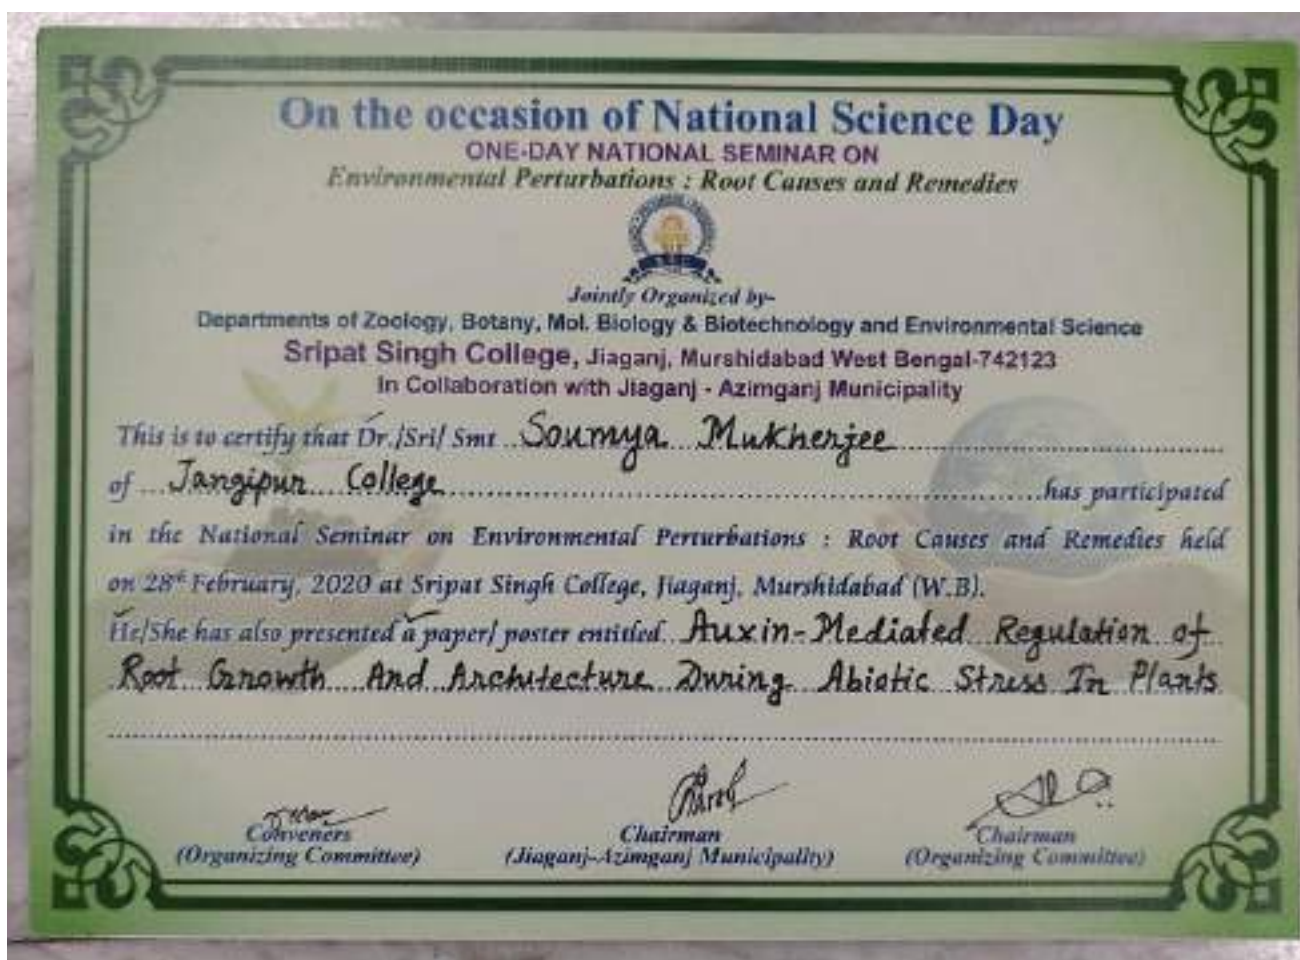 On the occasion of National Science Day
ONE-DAY NATIONAL SEMINAR ON
Environmental Perturbations : Root Causes and Remedies
Jointly Organized by-
Departments of Zoology, Botany, Mol. Biology & Biotechnology and Environmental Science
Sripat Singh College, Jiaganj, Murshidabad West Bengal-742123
In Collaboration with Jiaganj - Azimganj Municipality
This is to certify that Dr./Sri/ Smt Soumya Mukherjee
of Jangipur College has participated
in the National Seminar on Environmental Perturbations : Root Causes and Remedies held
on 28th February, 2020 at Sripat Singh College, Jiaganj, Murshidabad (W.B).
He/She has also presented a paper/ poster entitled Auxin-Mediated Regulation of
Root Growth And Architecture During Abiotic Stress In Plants
Conveners
(Organizing Committee)
Chairman
(Jiaganj-Azimganj Municipality)
Chairman
(Organizing Committee)